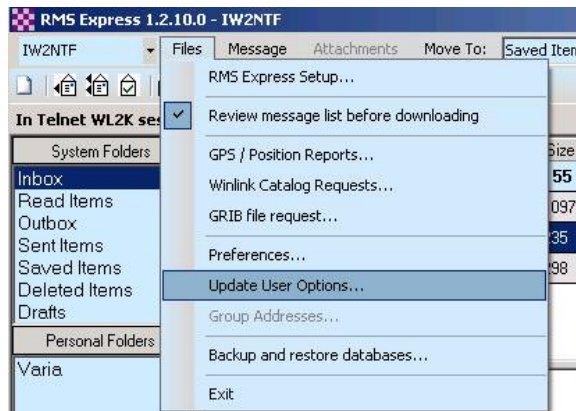 RMS Express 1.2.10.0 - IW2NTF
IW2NTF Files Message Attachments Move To: Saved Iten
RMS Express Setup...
In Telnet WL2K ses
Review message list before downloading
System Folders
GPS / Position Reports...
Size
Inbox
Winlink Catalog Requests...
55
Read Items
097
Outbox
GRIB file request...
35
Sent Items
Preferences...
298
Saved Items
Deleted Items
Update User Options...
Drafts
Group Addresses...
Personal Folders
Backup and restore databases...
Varia
Exit